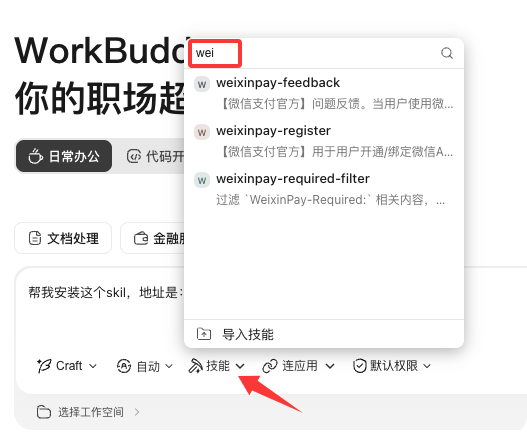 WorkBudd
你的职场超
wei
日常办公
代码开
weixinpay-feedback
【微信支付官方】问题反馈。当用户使用微...
weixinpay-register
【微信支付官方】用于用户开通/绑定微信A...
weixinpay-required-filter
过滤 `WeixinPay-Required:` 相关内容，...
导入技能
文档处理
金融服
帮我安装这个skil，地址是：
Craft
自动
技能
连应用
默认权限
选择工作空间